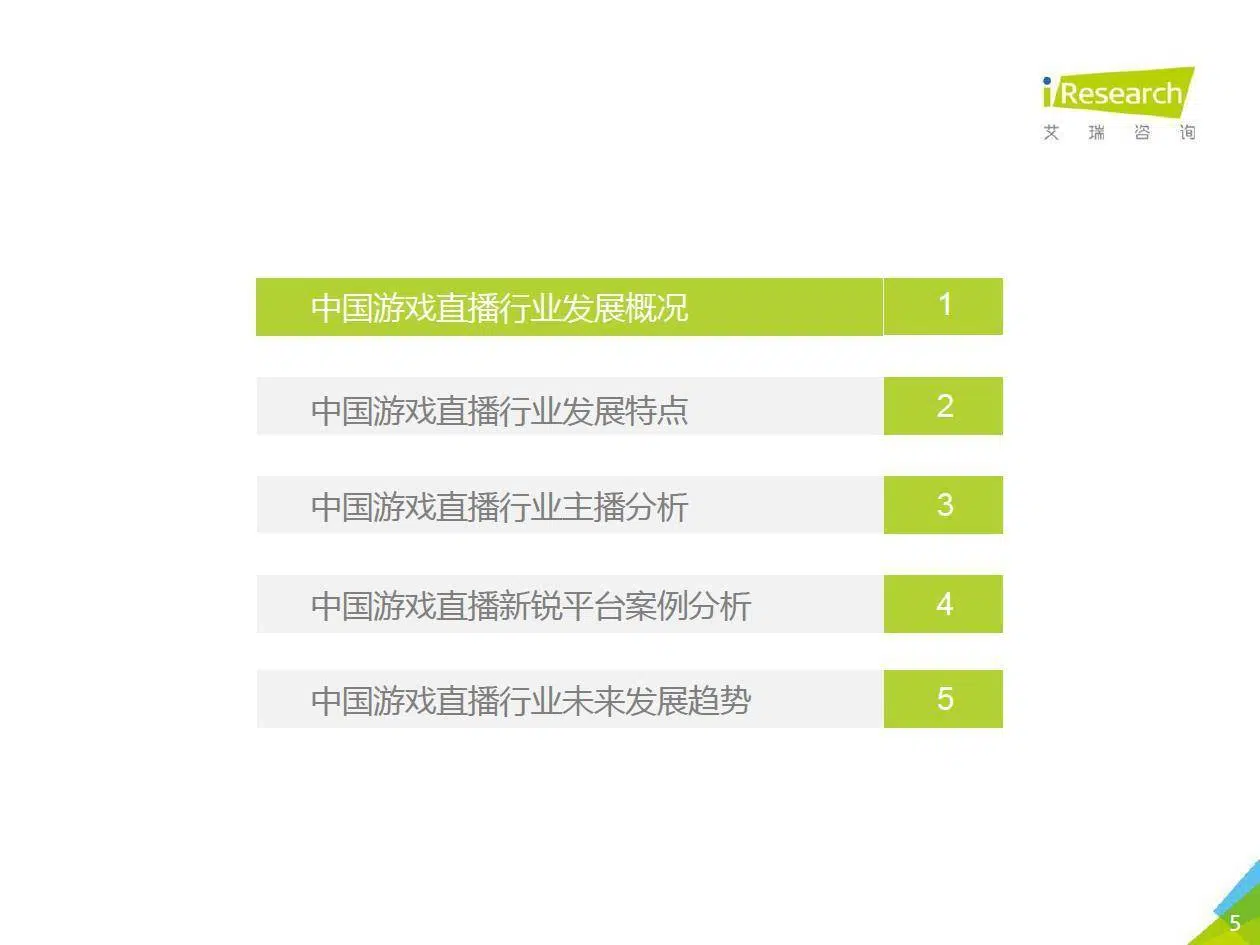 iResearch
艾瑞咨询
中国游戏直播行业发展概况 1
中国游戏直播行业发展特点 2
中国游戏直播行业主播分析 3
中国游戏直播新锐平台案例分析 4
中国游戏直播行业未来发展趋势 5
5